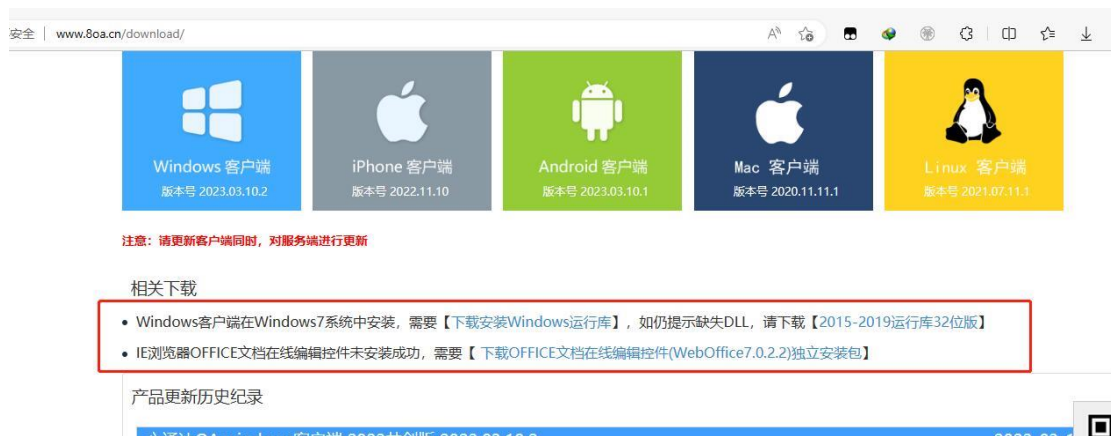 安全 www.8oa.cn/download/
Windows 客户端 iPhone 客户端 Android 客户端 Mac 客户端 Linux 客户端
版本号 2023.03.10.2 版本号 2022.11.10 版本号 2023.03.10.1 版本号 2020.11.11.1 版本号 2021.07.11.1
注意：请更新客户端同时，对服务端进行更新
相关下载
• Windows客户端在Windows7系统中安装，需要【下载安装Windows运行库】，如仍提示缺失DLL，请下载【2015-2019运行库32位版】
• IE浏览器OFFICE文档在线编辑控件未安装成功，需要【 下载OFFICE文档在线编辑控件(WebOffice7.0.2.2)独立安装包】
产品更新历史纪录